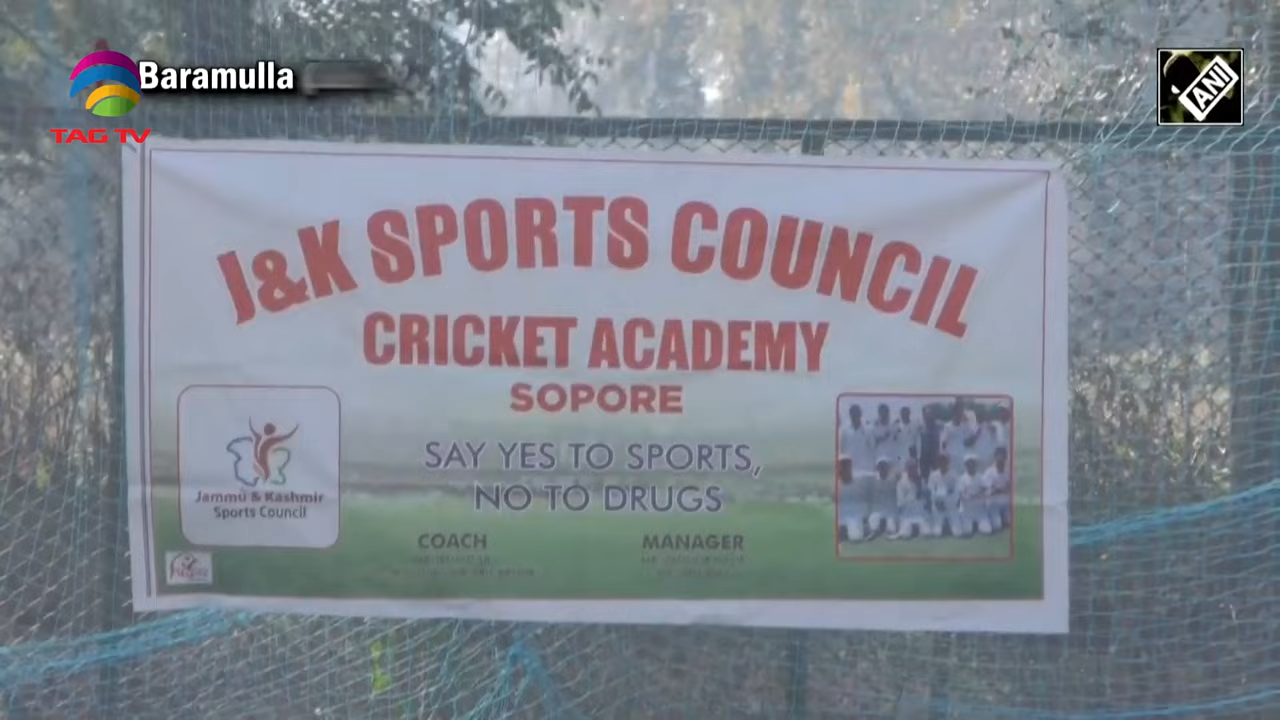 Baramulla
TAG TV
ANI
J&K SPORTS COUNCIL
CRICKET ACADEMY
SOPORE
SAY YES TO SPORTS,
NO TO DRUGS
Jammu & Kashmir
Sports Council
COACH
MANAGER